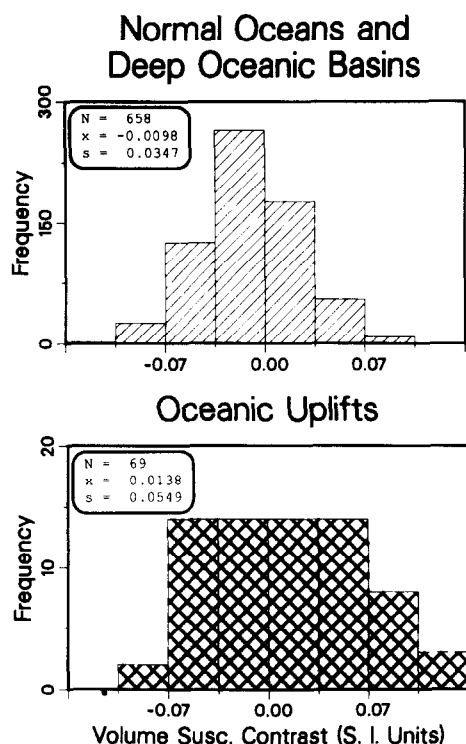 Normal Oceans and
Deep Oceanic Basins
300
150
0
Frequency
N = 658
x = -0.0098
s = 0.0347
-0.07 0.00 0.07
Oceanic Uplifts
20
10
0
Frequency
N = 69
x = 0.0138
s = 0.0549
-0.07 0.00 0.07
Volume Susc. Contrast (S. I. Units)